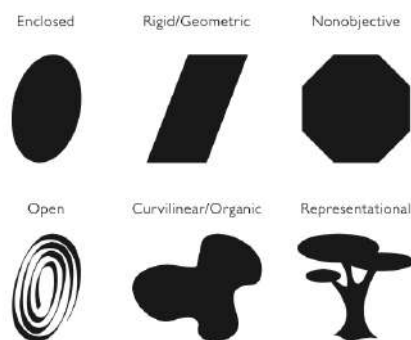 Enclosed
Rigid/Geometric
Nonobjective
Open
Curvilinear/Organic
Representational